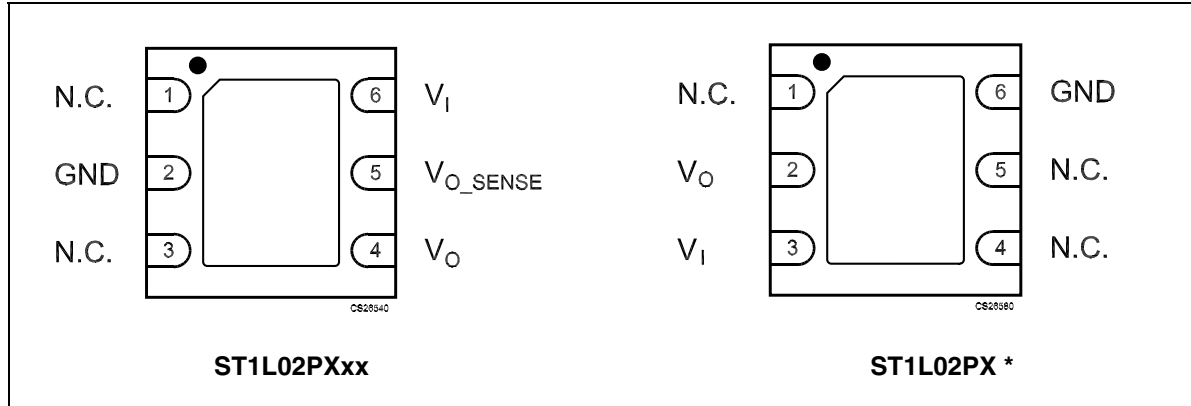 N.C. 1 6 V_I
GND 2 5 V_O_SENSE
N.C. 3 4 V_O
CS26540
ST1L02PXxx
N.C. 1 6 GND
V_O 2 5 N.C.
V_I 3 4 N.C.
CS26560
ST1L02PX *